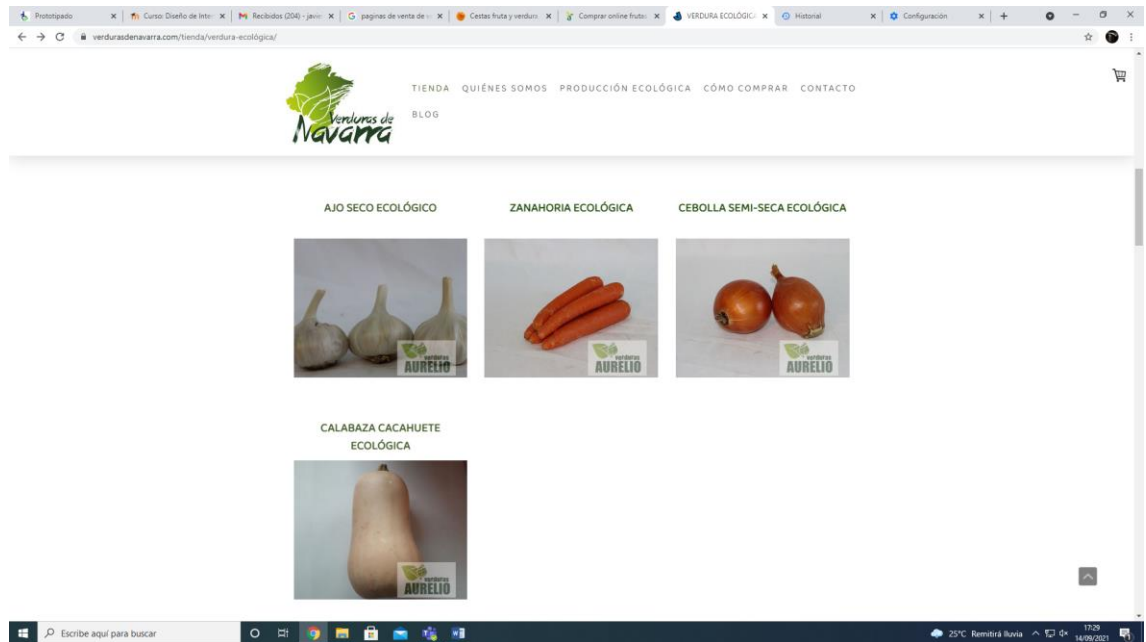 Prototipado
Curso: Diseño de Inter
Recibidos (204) - javie
paginas de venta de v
Cestas fruta y verdura
Comprar online frutas
VERDURA ECOLÓGICA
Historial
Configuración
verdurasdenavarra.com/tienda/verdura-ecológica/
Verduras de
Navarra
TIENDA QUIÉNES SOMOS PRODUCCIÓN ECOLÓGICA CÓMO COMPRAR CONTACTO
BLOG
AJO SECO ECOLÓGICO
ZANAHORIA ECOLÓGICA
CEBOLLA SEMI-SECA ECOLÓGICA
verduras
AURELIO
verduras
AURELIO
verduras
AURELIO
CALABAZA CACAHUETE
ECOLÓGICA
verduras
AURELIO
Escribe aquí para buscar
25°C Remitirá lluvia
17:29
14/09/2021